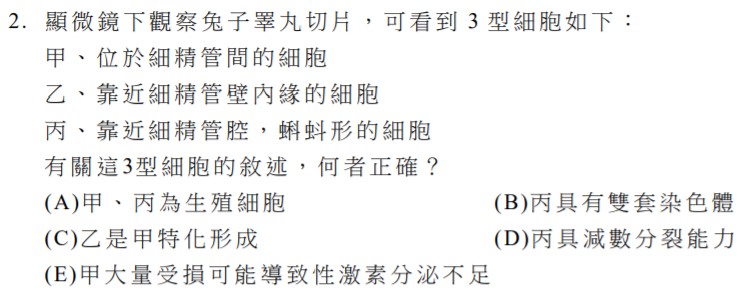 2. 顯微鏡下觀察兔子睪丸切片，可看到 3 型細胞如下：
甲、位於細精管間的細胞
乙、靠近細精管壁內緣的細胞
丙、靠近細精管腔，蝌蚪形的細胞
有關這3型細胞的敘述，何者正確？
(A)甲、丙為生殖細胞 (B)丙具有雙套染色體
(C)乙是甲特化形成 (D)丙具減數分裂能力
(E)甲大量受損可能導致性激素分泌不足